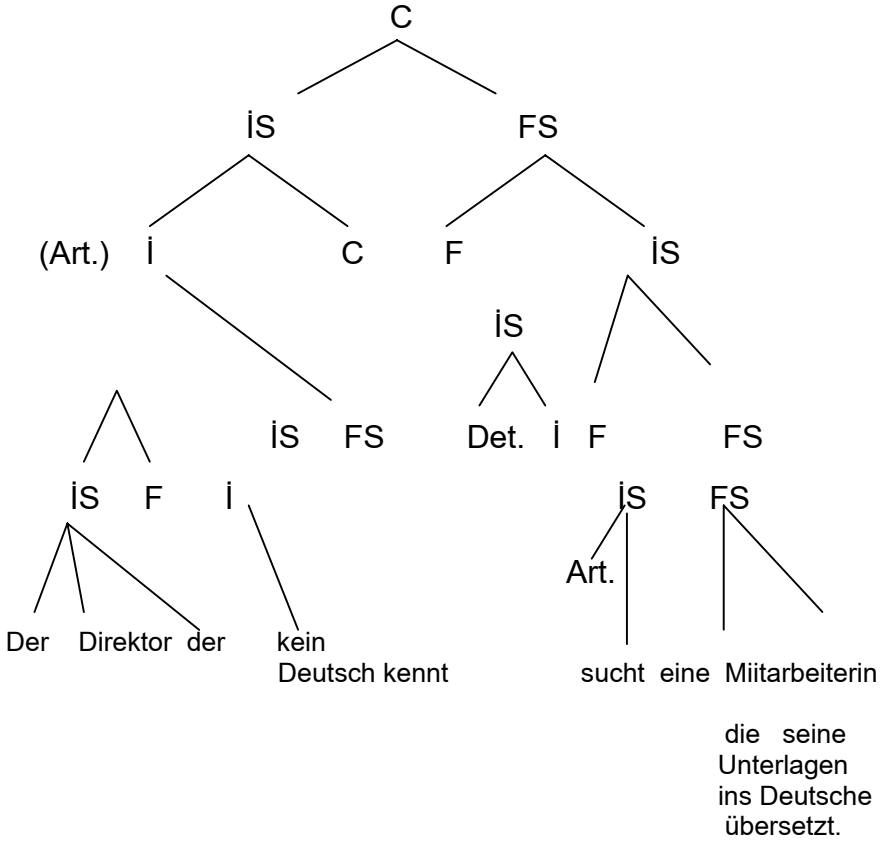 C
İS FS
(Art.) İ C F İS
İS
İS FS Det. İ F FS
İS F İ İS FS
Art.
Der Direktor der kein
Deutsch kennt sucht eine Miitarbeiterin
die seine
Unterlagen
ins Deutsche
übersetzt.